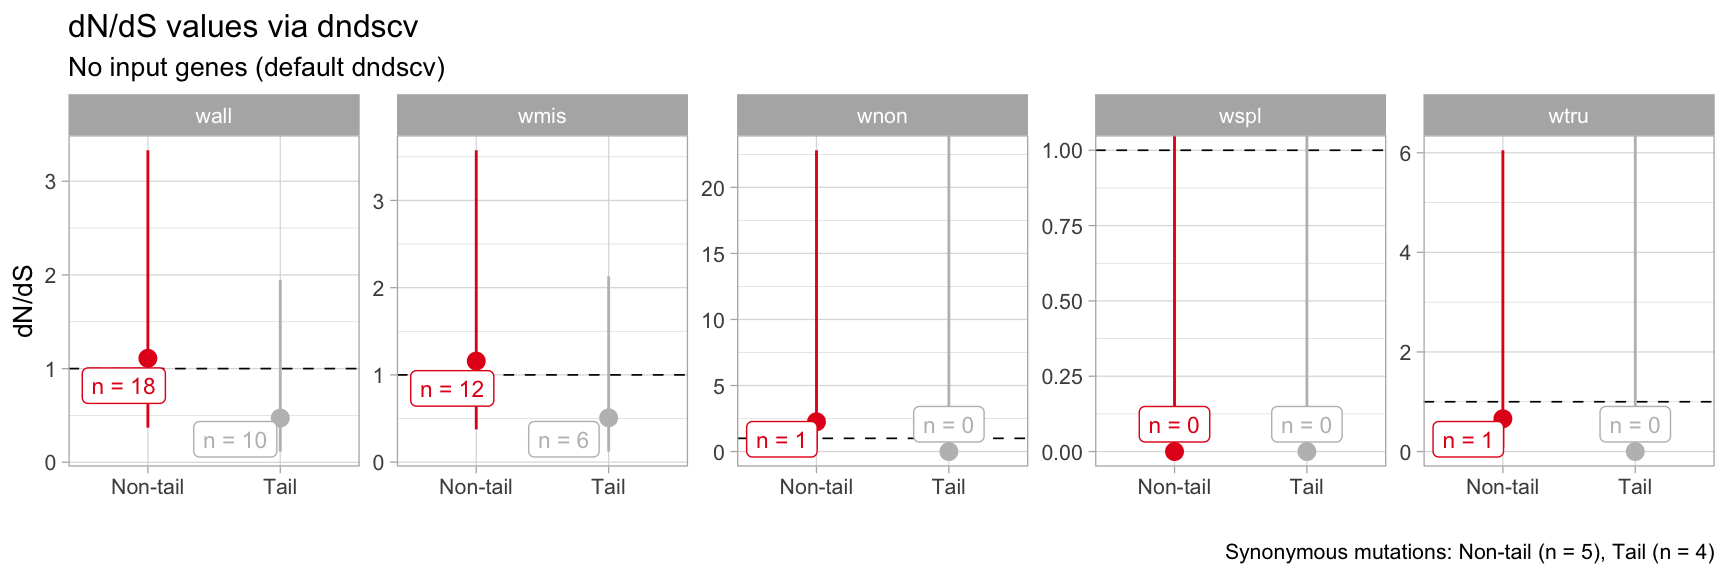 dN/dS values via dndscv
No input genes (default dndscv)
wall
wmis
wnon
wspl
wtru
dN/dS
3
2
1
0
n = 18
n = 10
Non-tail
Tail
3
2
1
0
n = 12
n = 6
Non-tail
Tail
20
15
10
5
0
n = 1
n = 0
Non-tail
Tail
1.00
0.75
0.50
0.25
0.00
n = 0
n = 0
Non-tail
Tail
6
4
2
0
n = 1
n = 0
Non-tail
Tail
Synonymous mutations: Non-tail (n = 5), Tail (n = 4)